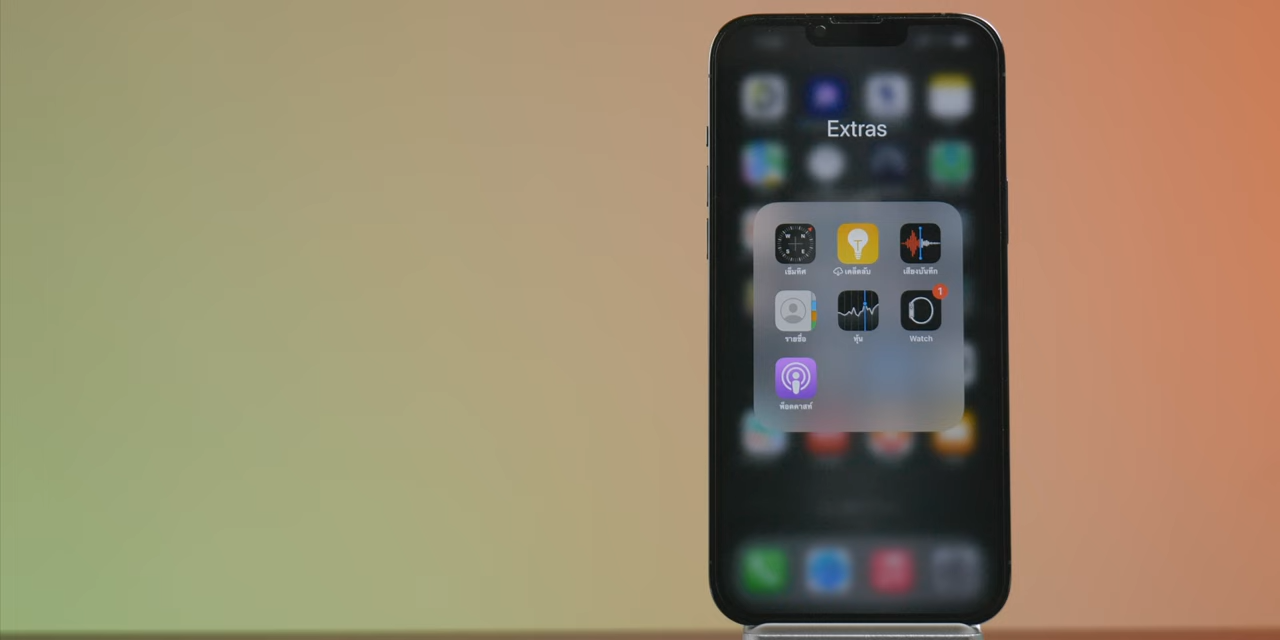 Extras
เข็มทิศ
เคล็ดลับ
เสียงบันทึก
รายชื่อ
หุ้น
1
Watch
พ็อดคาสท์